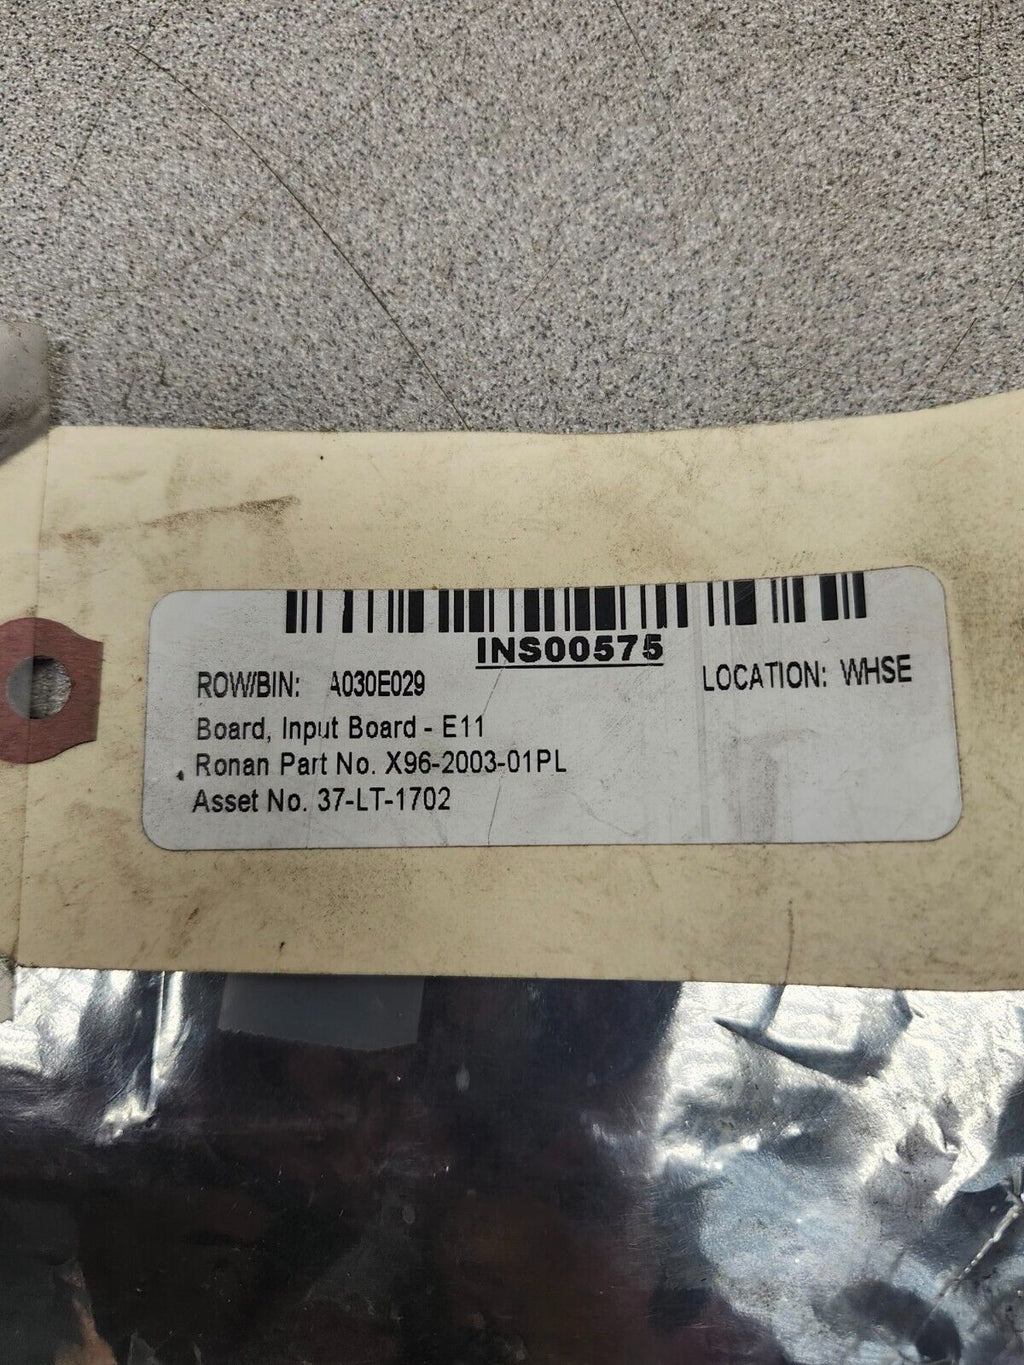 INS00575
ROW/BIN: A030E029 LOCATION: WHSE
Board, Input Board - E11
Ronan Part No. X96-2003-01PL
Asset No. 37-LT-1702